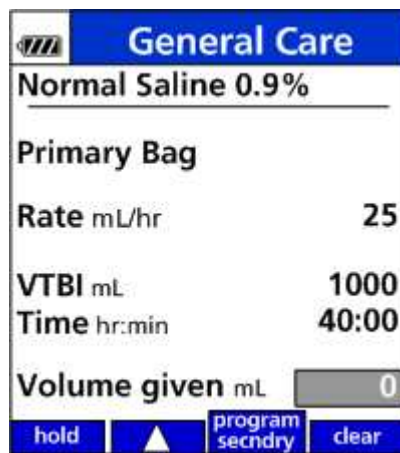 General Care
Normal Saline 0.9%
Primary Bag
Rate mL/hr 25
VTBI mL 1000
Time hr:min 40:00
Volume given mL 0
hold program secndry clear